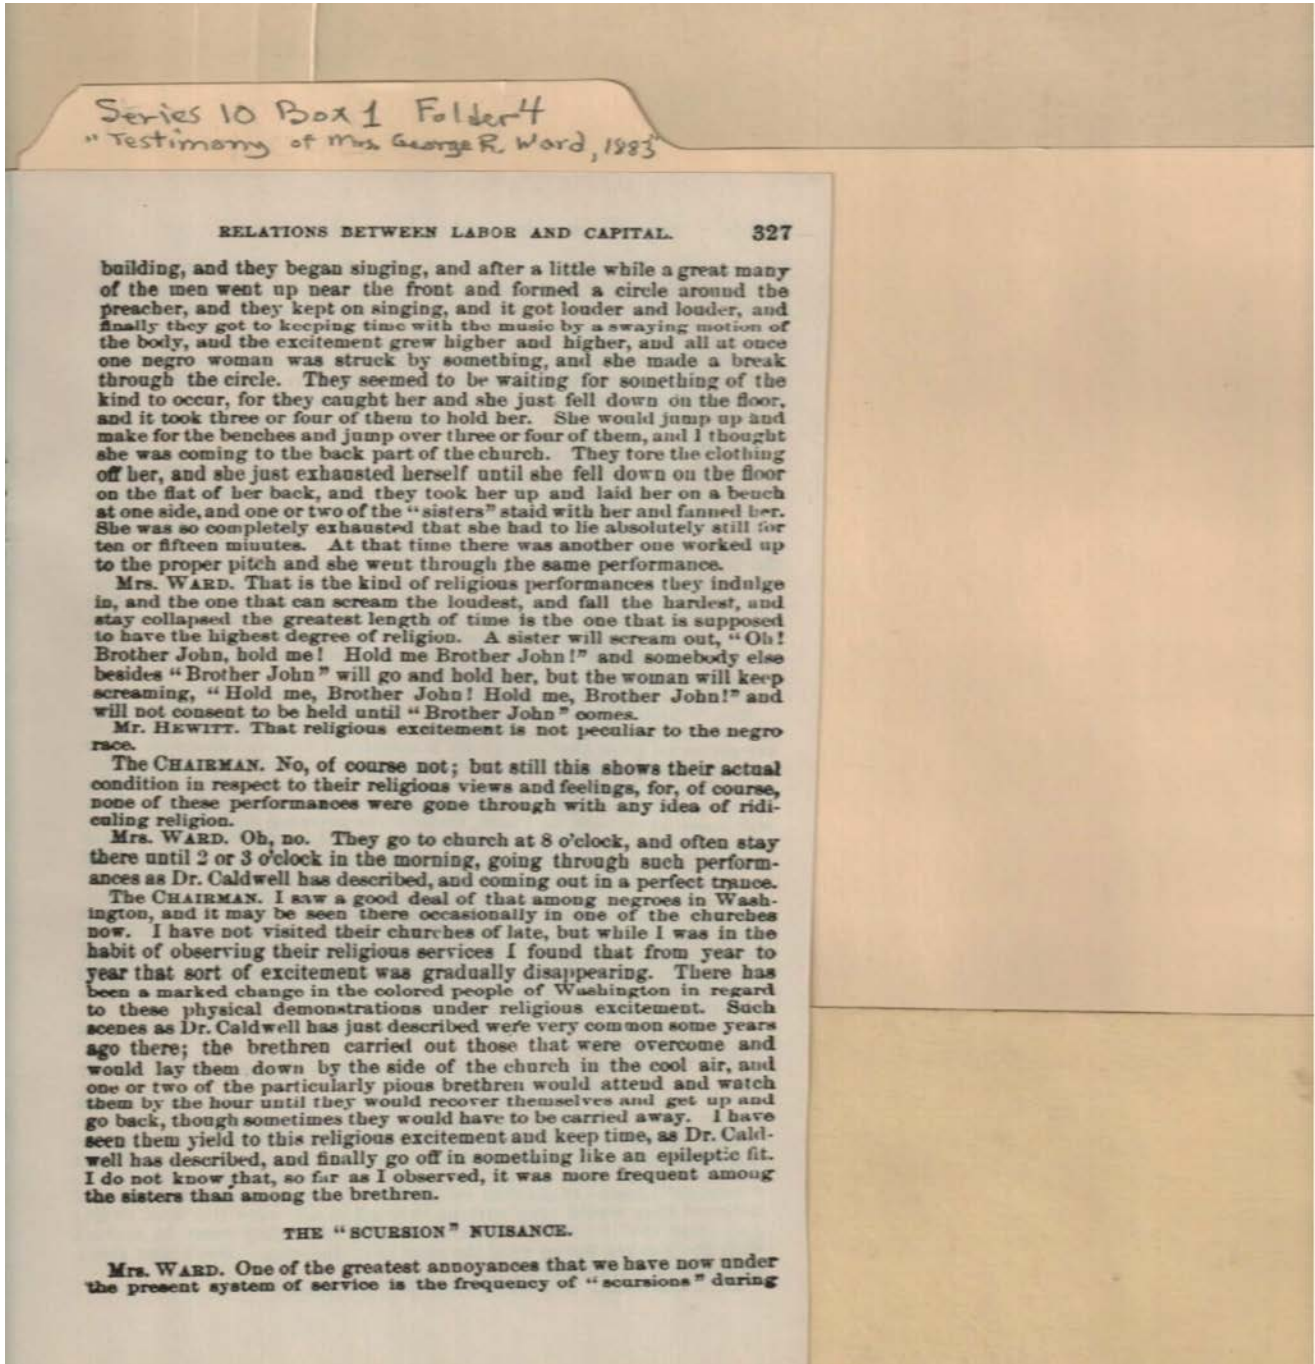 Series 10 Box 1 Folder 4
"Testimony of Mrs. George R. Ward, 1883"
RELATIONS BETWEEN LABOR AND CAPITAL. 327
building, and they began singing, and after a little while a great many
of the men went up near the front and formed a circle around the
preacher, and they kept on singing, and it got louder and louder, and
finally they got to keeping time with the music by a swaying motion of
the body, and the excitement grew higher and higher, and all at once
one negro woman was struck by something, and she made a break
through the circle. They seemed to be waiting for something of the
kind to occur, for they caught her and she just fell down on the floor,
and it took three or four of them to hold her. She would jump up and
make for the benches and jump over three or four of them, and I thought
she was coming to the back part of the church. They tore the clothing
off her, and she just exhausted herself until she fell down on the floor
on the flat of her back, and they took her up and laid her on a bench
at one side, and one or two of the "sisters" staid with her and fanned her.
She was so completely exhausted that she had to lie absolutely still for
ten or fifteen minutes. At that time there was another one worked up
to the proper pitch and she went through the same performance.
Mrs. WARD. That is the kind of religious performances they indulge
in, and the one that can scream the loudest, and fall the hardest, and
stay collapsed the greatest length of time is the one that is supposed
to have the highest degree of religion. A sister will scream out, "Oh!
Brother John, hold me! Hold me Brother John!" and somebody else
besides "Brother John" will go and hold her, but the woman will keep
screaming, "Hold me, Brother John! Hold me, Brother John!" and
will not consent to be held until "Brother John" comes.
Mr. HEWITT. That religious excitement is not peculiar to the negro
race.
The CHAIRMAN. No, of course not; but still this shows their actual
condition in respect to their religious views and feelings, for, of course,
none of these performances were gone through with any idea of ridi-
culing religion.
Mrs. WARD. Oh, no. They go to church at 8 o'clock, and often stay
there until 2 or 3 o'clock in the morning, going through such perform-
ances as Dr. Caldwell has described, and coming out in a perfect trance.
The CHAIRMAN. I saw a good deal of that among negroes in Wash-
ington, and it may be seen there occasionally in one of the churches
now. I have not visited their churches of late, but while I was in the
habit of observing their religious services I found that from year to
year that sort of excitement was gradually disappearing. There has
been a marked change in the colored people of Washington in regard
to these physical demonstrations under religious excitement. Such
scenes as Dr. Caldwell has just described were very common some years
ago there; the brethren carried out those that were overcome and
would lay them down by the side of the church in the cool air, and
one or two of the particularly pious brethren would attend and watch
them by the hour until they would recover themselves and get up and
go back, though sometimes they would have to be carried away. I have
seen them yield to this religious excitement and keep time, as Dr. Cald-
well has described, and finally go off in something like an epileptic fit.
I do not know that, so far as I observed, it was more frequent among
the sisters than among the brethren.
THE "SCURSION" NUISANCE.
Mrs. WARD. One of the greatest annoyances that we have now under
the present system of service is the frequency of "scursions" during